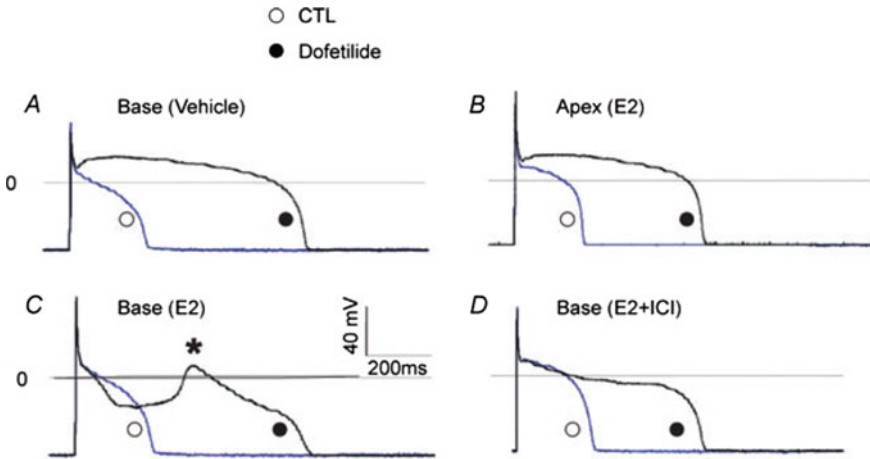 CTL
Dofetilide
A Base (Vehicle)
B Apex (E2)
0
C Base (E2)
D Base (E2+ICI)
*
40 mV
200ms
0